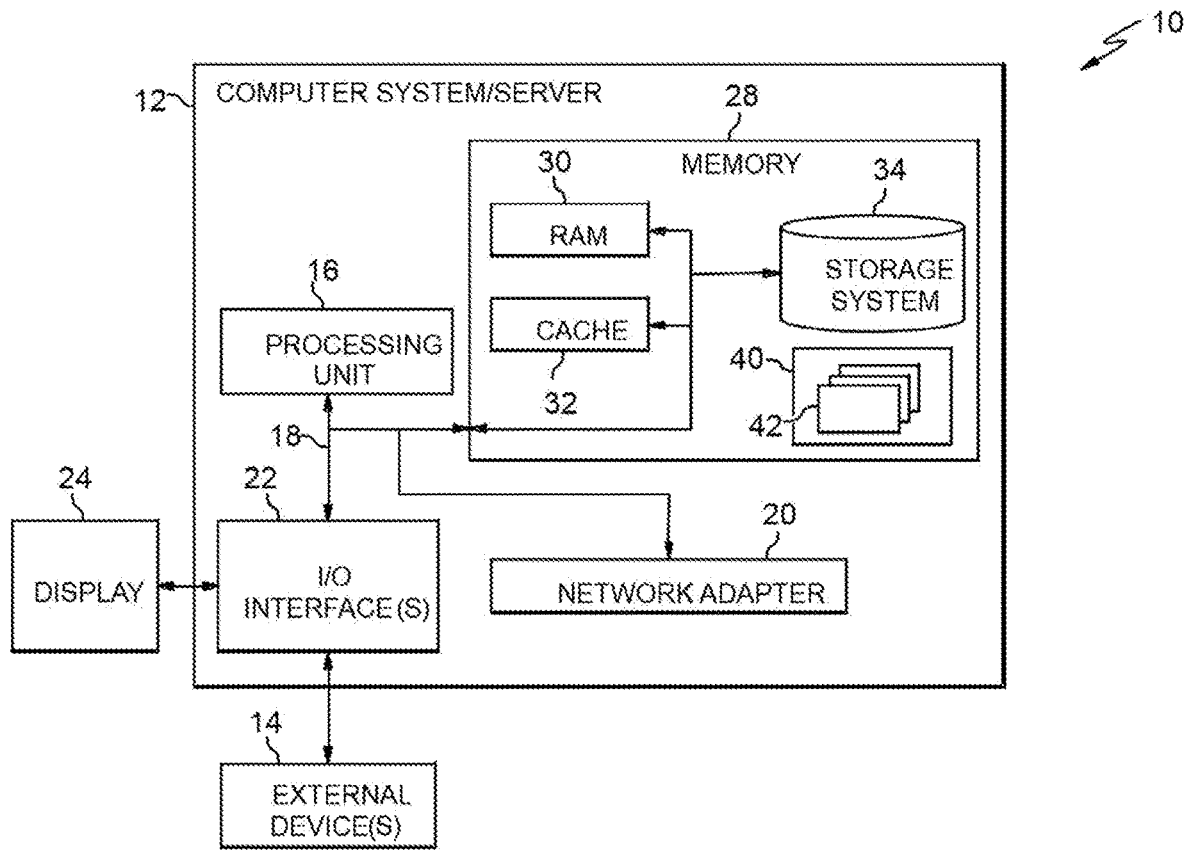 10
12
COMPUTER SYSTEM/SERVER
28
MEMORY
30
RAM
34
STORAGE
SYSTEM
16
PROCESSING
UNIT
CACHE
32
40
42
18
24
22
20
DISPLAY
I/O
INTERFACE(S)
NETWORK ADAPTER
14
EXTERNAL
DEVICE(S)